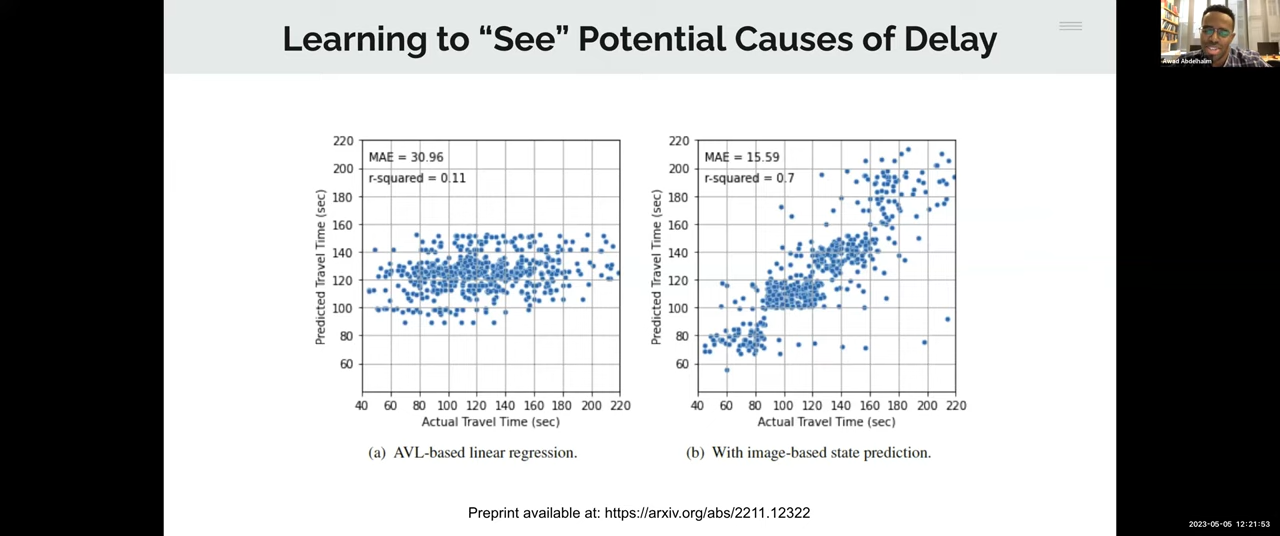 Learning to “See” Potential Causes of Delay
Awad Abdelhalim
220
200
180
160
140
120
100
80
60
Predicted Travel Time (sec)
MAE = 30.96
r-squared = 0.11
40 60 80 100 120 140 160 180 200 220
Actual Travel Time (sec)
(a) AVL-based linear regression.
220
200
180
160
140
120
100
80
60
Predicted Travel Time (sec)
MAE = 15.59
r-squared = 0.7
40 60 80 100 120 140 160 180 200 220
Actual Travel Time (sec)
(b) With image-based state prediction.
Preprint available at: https://arxiv.org/abs/2211.12322
2023-05-05 12:21:53